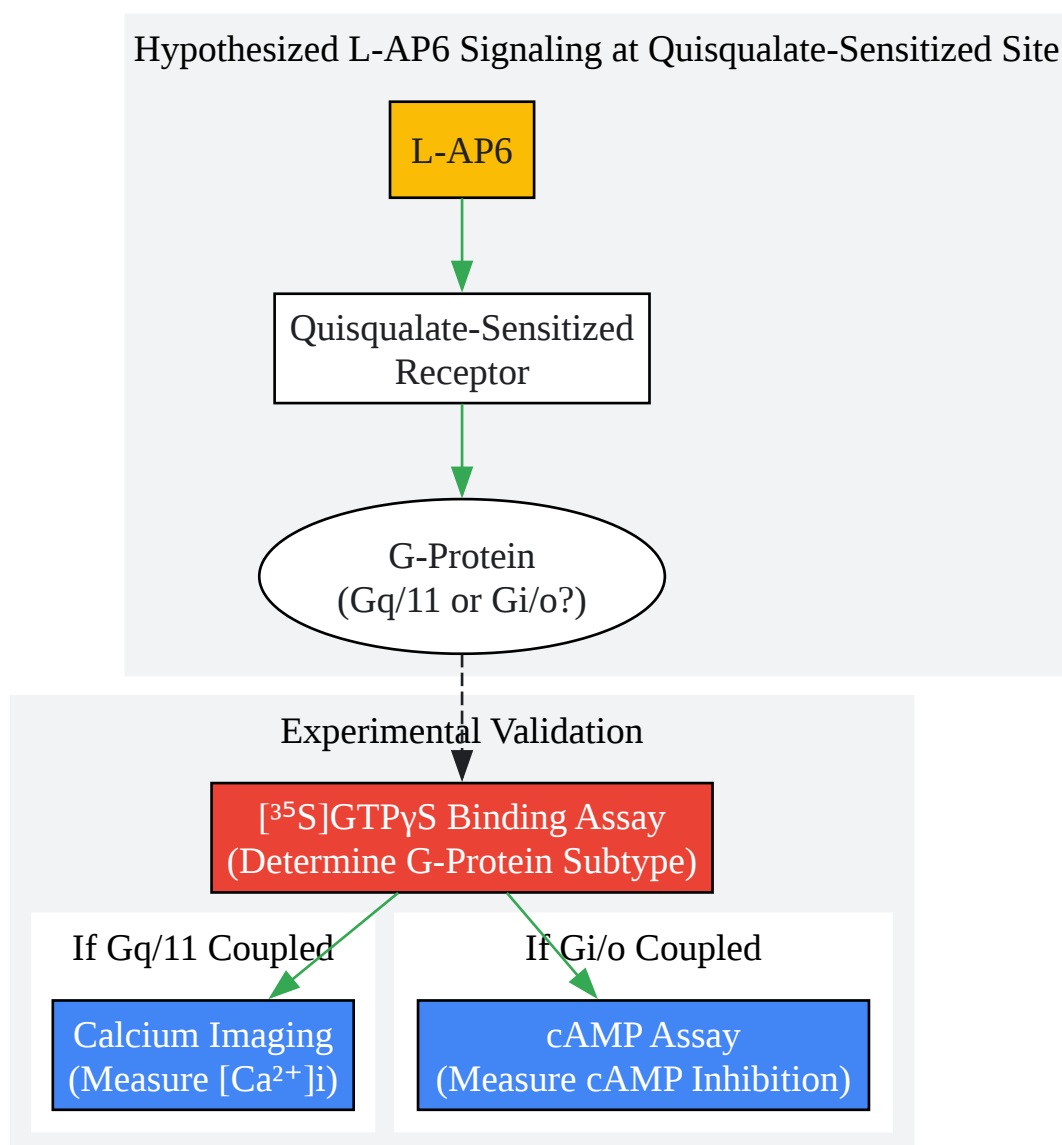 Hypothesized L-AP6 Signaling at Quisqualate-Sensitized Site
L-AP6
Quisqualate-Sensitized
Receptor
G-Protein
(Gq/11 or Gi/o?)
Experimental Validation
[³⁵S]GTPγS Binding Assay
(Determine G-Protein Subtype)
If Gq/11 Coupled
If Gi/o Coupled
Calcium Imaging
(Measure [Ca²⁺]i)
cAMP Assay
(Measure cAMP Inhibition)